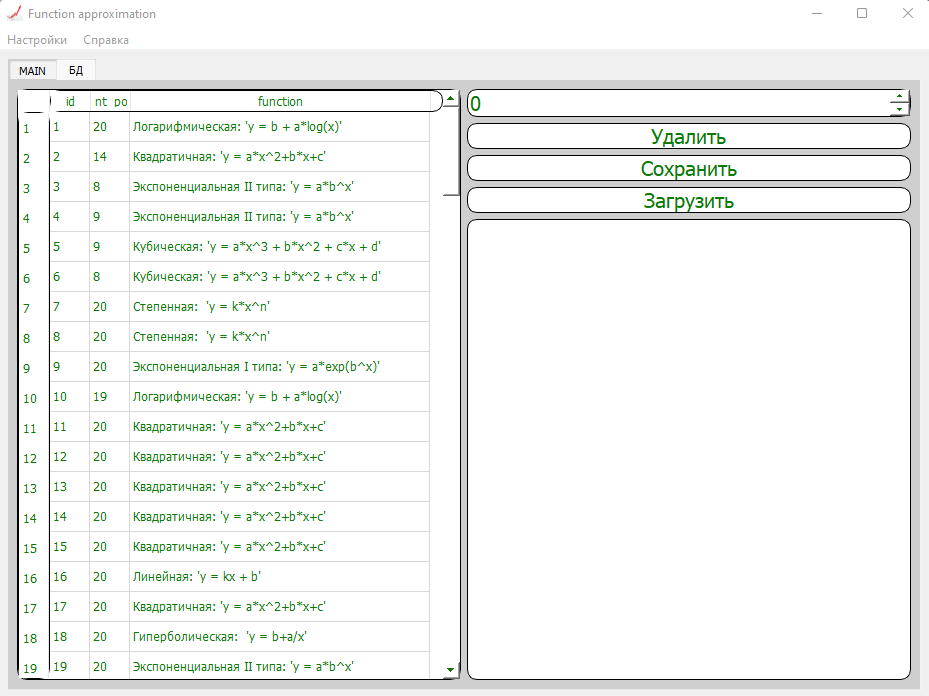 Function approximation
Настройки Справка
MAIN БД
id nt_po function
1 1 20 Логарифмическая: 'y = b + a*log(x)'
2 2 14 Квадратичная: 'y = a*x^2+b*x+c'
3 3 8 Экспоненциальная II типа: 'y = a*b^x'
4 4 9 Экспоненциальная II типа: 'y = a*b^x'
5 5 9 Кубическая: 'y = a*x^3 + b*x^2 + c*x + d'
6 6 8 Кубическая: 'y = a*x^3 + b*x^2 + c*x + d'
7 7 20 Степенная:  'y = k*x^n'
8 8 20 Степенная:  'y = k*x^n'
9 9 20 Экспоненциальная I типа: 'y = a*exp(b^x)'
10 10 19 Логарифмическая: 'y = b + a*log(x)'
11 11 20 Квадратичная: 'y = a*x^2+b*x+c'
12 12 20 Квадратичная: 'y = a*x^2+b*x+c'
13 13 20 Квадратичная: 'y = a*x^2+b*x+c'
14 14 20 Квадратичная: 'y = a*x^2+b*x+c'
15 15 20 Квадратичная: 'y = a*x^2+b*x+c'
16 16 20 Линейная: 'y = kx + b'
17 17 20 Квадратичная: 'y = a*x^2+b*x+c'
18 18 20 Гиперболическая:  'y = b+a/x'
19 19 20 Экспоненциальная II типа: 'y = a*b^x'
0
Удалить
Сохранить
Загрузить